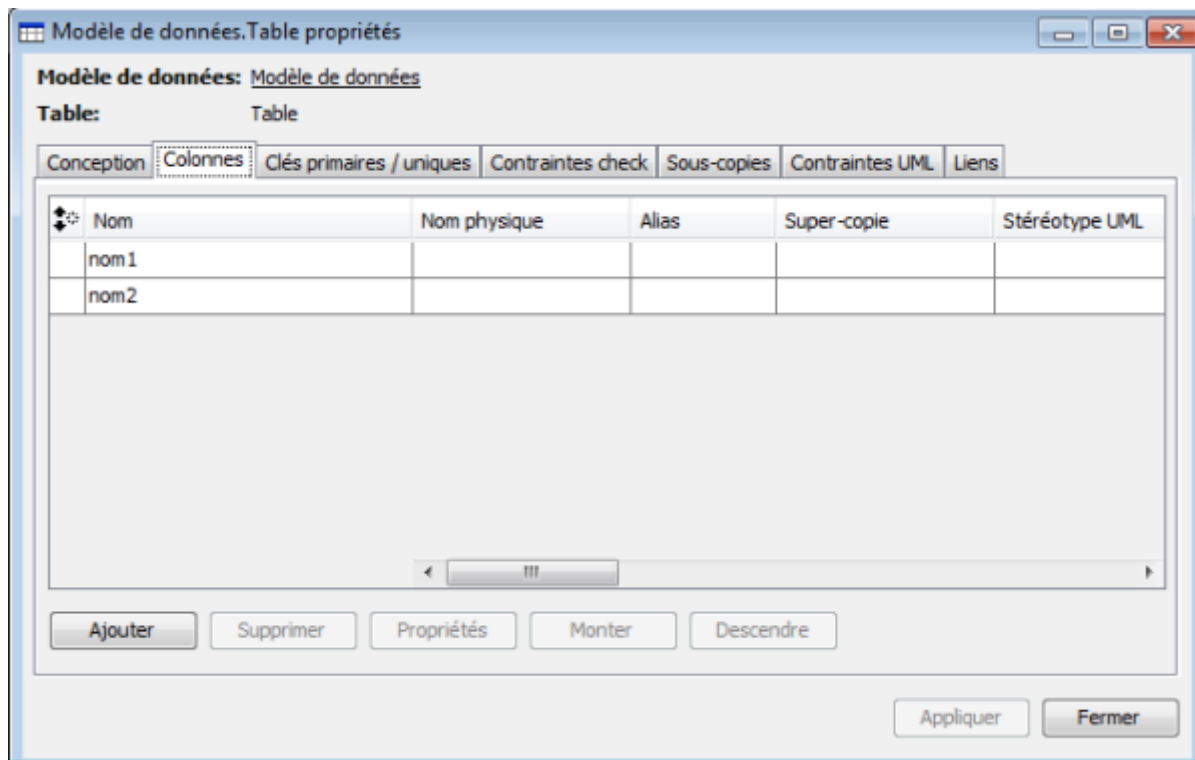 Modèle de données.Table propriétés
Modèle de données: Modèle de données
Table: Table
Conception Colonnes Clés primaires / uniques Contraintes check Sous-copies Contraintes UML Liens
Nom Nom physique Alias Super-copie Stéréotype UML
nom1
nom2
Ajouter Supprimer Propriétés Monter Descendre
Appliquer Fermer